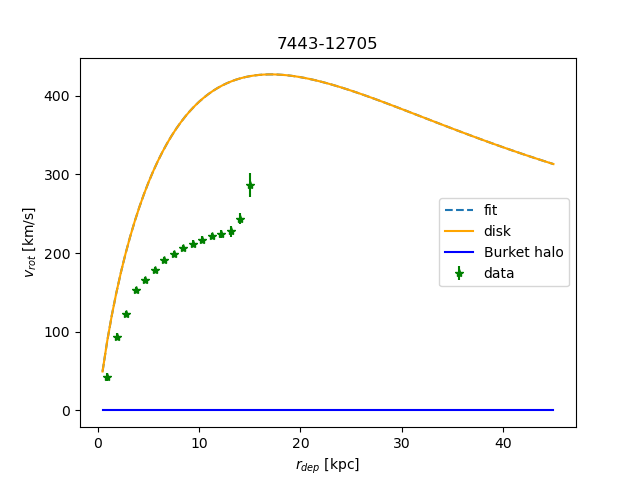 7443-12705
400
300
200
100
0
v_rot [km/s]
fit
disk
Burket halo
data
0
10
20
30
40
r_dep [kpc]